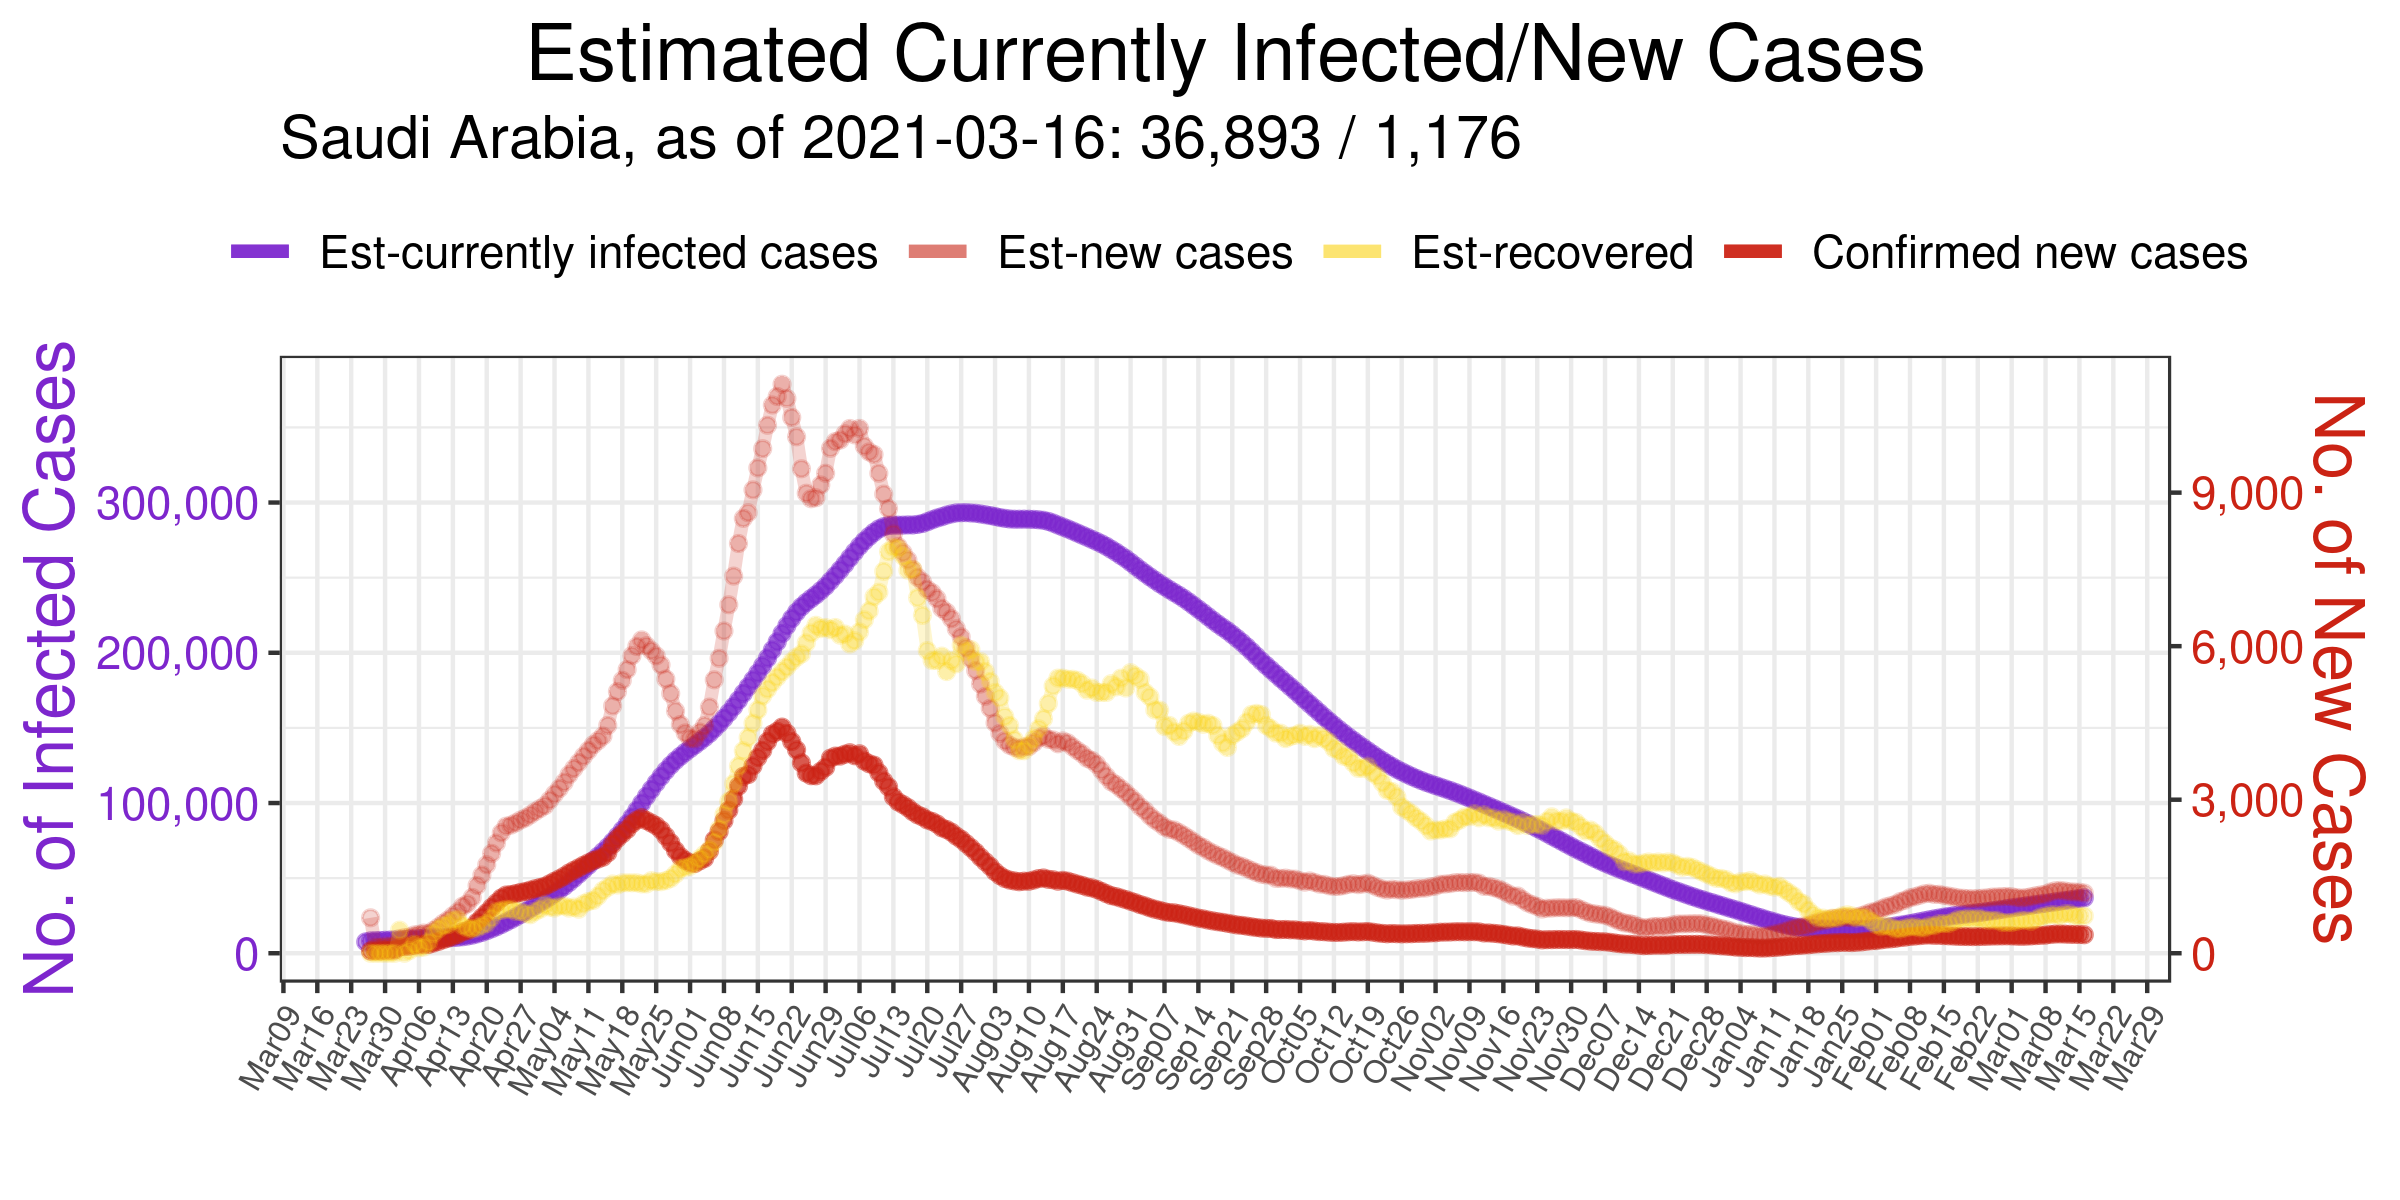 Estimated Currently Infected/New Cases
Saudi Arabia, as of 2021-03-16: 36,893 / 1,176
Est-currently infected cases Est-new cases Est-recovered Confirmed new cases
No. of Infected Cases
300,000
200,000
100,000
0
9,000
6,000
3,000
0
No. of New Cases
Mar09 Mar16 Mar23 Mar30 Apr06 Apr13 Apr20 Apr27 May04 May11 May18 May25 Jun01 Jun08 Jun15 Jun22 Jun29 Jul06 Jul13 Jul20 Jul27 Aug03 Aug10 Aug17 Aug24 Aug31 Sep07 Sep14 Sep21 Sep28 Oct05 Oct12 Oct19 Oct26 Nov02 Nov09 Nov16 Nov23 Nov30 Dec07 Dec14 Dec21 Dec28 Jan04 Jan11 Jan18 Jan25 Feb01 Feb08 Feb15 Feb22 Mar01 Mar08 Mar15 Mar22 Mar29